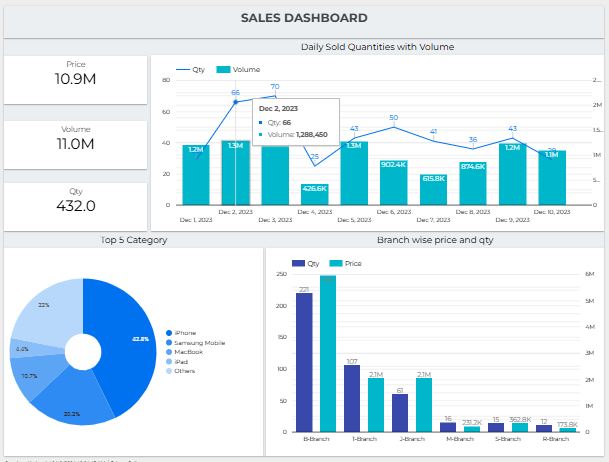 SALES DASHBOARD
Daily Sold Quantities with Volume
Price
10.9M
Volume
11.0M
Qty
432.0
Qty Volume
80 60 40 20 0
66 70 25 43 50 41 36 43
1.2M 1.3M 426.6K 1.3M 902.4K 615.8K 874.6K 1.2M 1.1M
2... 2M 1M 5... 0
Dec 2, 2023
Qty: 66
Volume: 1,288,450
Dec 1, 2023 Dec 2, 2023 Dec 3, 2023 Dec 4, 2023 Dec 5, 2023 Dec 6, 2023 Dec 7, 2023 Dec 8, 2023 Dec 9, 2023 Dec 10, 2023
Top 5 Category
42.8%
10.7%
22%
iPhone
Samsung Mobile
MacBook
iPad
Others
Branch wise price and qty
Qty Price
250 200 150 100 50 0
6M 5M 4M 3M 2M 1M 0
221 107 2.1M 61 2.1M 16 231.2K 15 362.8K 12 173.8K
B-Branch T-Branch J-Branch M-Branch S-Branch R-Branch